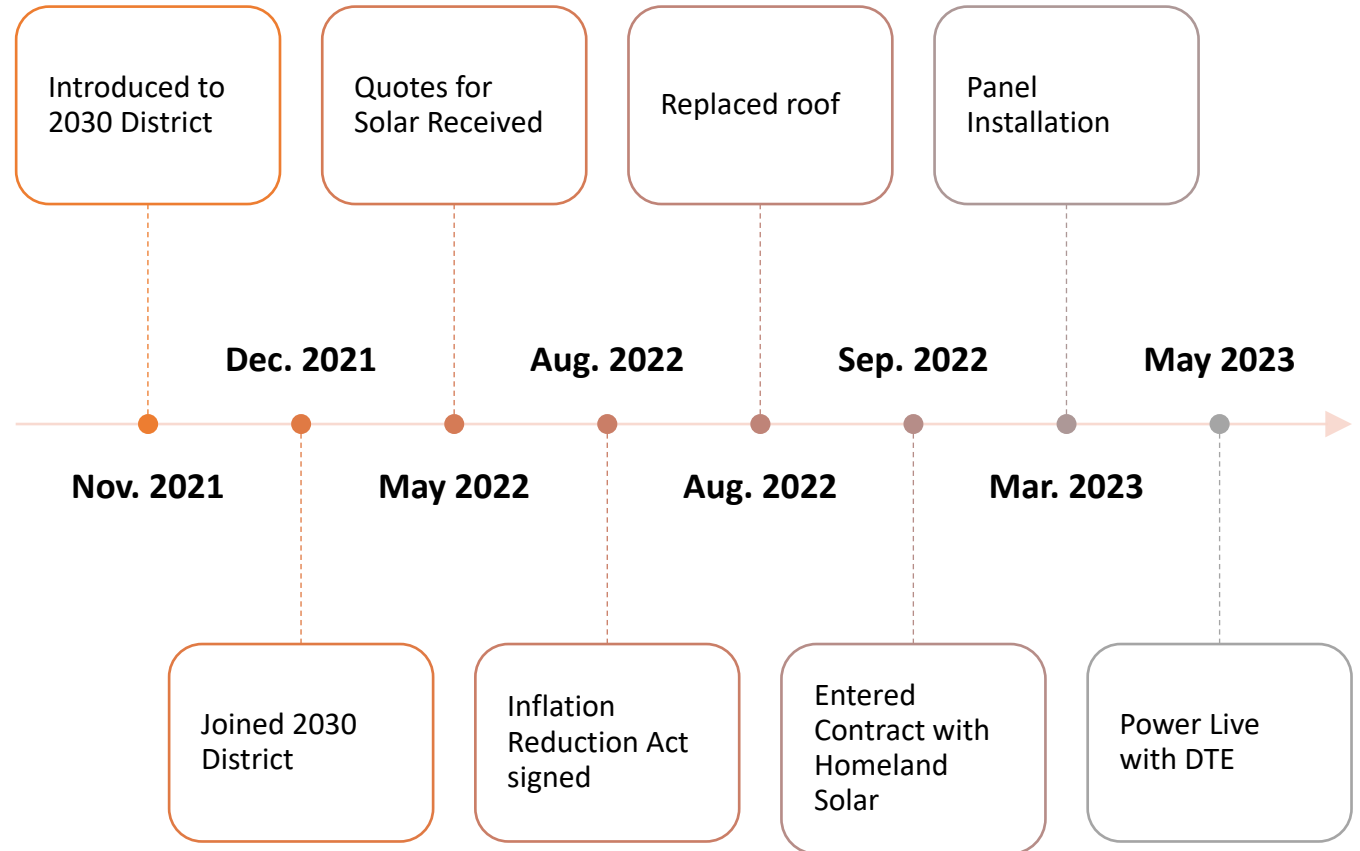 Introduced to
2030 District
Quotes for
Solar Received
Replaced roof
Panel
Installation
Dec. 2021
Aug. 2022
Sep. 2022
May 2023
Nov. 2021
May 2022
Aug. 2022
Mar. 2023
Joined 2030
District
Inflation
Reduction Act
signed
Entered
Contract with
Homeland
Solar
Power Live
with DTE